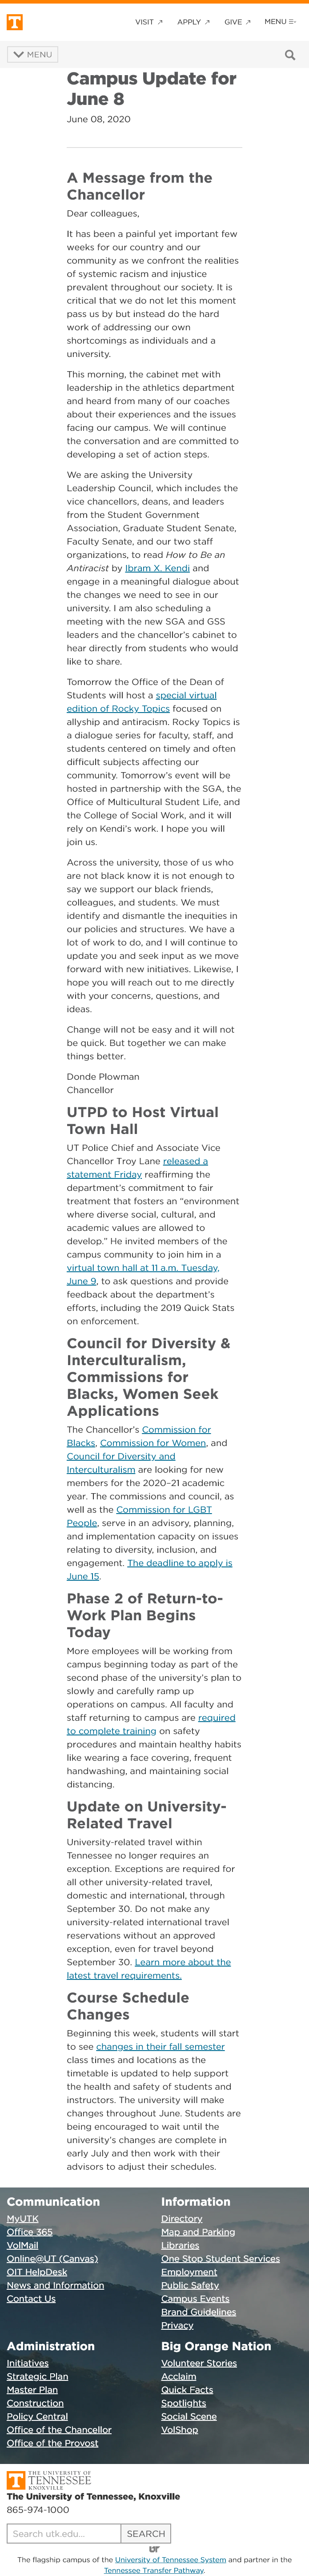 T
VISIT ↗ APPLY ↗ GIVE ↗ MENU
MENU
Campus Update for
June 8
June 08, 2020
A Message from the
Chancellor
Dear colleagues,
It has been a painful yet important few
weeks for our country and our
community as we confront the realities
of systemic racism and injustice
prevalent throughout our society. It is
critical that we do not let this moment
pass us by but instead do the hard
work of addressing our own
shortcomings as individuals and a
university.
This morning, the cabinet met with
leadership in the athletics department
and heard from many of our coaches
about their experiences and the issues
facing our campus. We will continue
the conversation and are committed to
developing a set of action steps.
We are asking the University
Leadership Council, which includes the
vice chancellors, deans, and leaders
from the Student Government
Association, Graduate Student Senate,
Faculty Senate, and our two staff
organizations, to read How to Be an
Antiracist by Ibram X. Kendi and
engage in a meaningful dialogue about
the changes we need to see in our
university. I am also scheduling a
meeting with the new SGA and GSS
leaders and the chancellor's cabinet to
hear directly from students who would
like to share.
Tomorrow the Office of the Dean of
Students will host a special virtual
edition of Rocky Topics focused on
allyship and antiracism. Rocky Topics is
a dialogue series for faculty, staff, and
students centered on timely and often
difficult subjects affecting our
community. Tomorrow's event will be
hosted in partnership with the SGA, the
Office of Multicultural Student Life, and
the College of Social Work, and it will
rely on Kendi's work. I hope you will
join us.
Across the university, those of us who
are not black know it is not enough to
say we support our black friends,
colleagues, and students. We must
identify and dismantle the inequities in
our policies and structures. We have a
lot of work to do, and I will continue to
update you and seek input as we move
forward with new initiatives. Likewise, I
hope you will reach out to me directly
with your concerns, questions, and
ideas.
Change will not be easy and it will not
be quick. But together we can make
things better.
Donde Plowman
Chancellor
UTPD to Host Virtual
Town Hall
UT Police Chief and Associate Vice
Chancellor Troy Lane released a
statement Friday reaffirming the
department's commitment to fair
treatment that fosters an “environment
where diverse social, cultural, and
academic values are allowed to
develop.” He invited members of the
campus community to join him in a
virtual town hall at 11 a.m. Tuesday,
June 9, to ask questions and provide
feedback about the department's
efforts, including the 2019 Quick Stats
on enforcement.
Council for Diversity &
Interculturalism,
Commissions for
Blacks, Women Seek
Applications
The Chancellor's Commission for
Blacks, Commission for Women, and
Council for Diversity and
Interculturalism are looking for new
members for the 2020–21 academic
year. The commissions and council, as
well as the Commission for LGBT
People, serve in an advisory, planning,
and implementation capacity on issues
relating to diversity, inclusion, and
engagement. The deadline to apply is
June 15.
Phase 2 of Return-to-
Work Plan Begins
Today
More employees will be working from
campus beginning today as part of the
second phase of the university's plan to
slowly and carefully ramp up
operations on campus. All faculty and
staff returning to campus are required
to complete training on safety
procedures and maintain healthy habits
like wearing a face covering, frequent
handwashing, and maintaining social
distancing.
Update on University-
Related Travel
University-related travel within
Tennessee no longer requires an
exception. Exceptions are required for
all other university-related travel,
domestic and international, through
September 30. Do not make any
university-related international travel
reservations without an approved
exception, even for travel beyond
September 30. Learn more about the
latest travel requirements.
Course Schedule
Changes
Beginning this week, students will start
to see changes in their fall semester
class times and locations as the
timetable is updated to help support
the health and safety of students and
instructors. The university will make
changes throughout June. Students are
being encouraged to wait until the
university's changes are complete in
early July and then work with their
advisors to adjust their schedules.
Communication
MyUTK
Office 365
VolMail
Online@UT (Canvas)
OIT HelpDesk
News and Information
Contact Us
Information
Directory
Map and Parking
Libraries
One Stop Student Services
Employment
Public Safety
Campus Events
Brand Guidelines
Privacy
Administration
Initiatives
Strategic Plan
Master Plan
Construction
Policy Central
Office of the Chancellor
Office of the Provost
Big Orange Nation
Volunteer Stories
Acclaim
Quick Facts
Spotlights
Social Scene
VolShop
T THE UNIVERSITY OF
TENNESSEE
KNOXVILLE
The University of Tennessee, Knoxville
865-974-1000
Search utk.edu... SEARCH
UT
The flagship campus of the University of Tennessee System and partner in the
Tennessee Transfer Pathway.